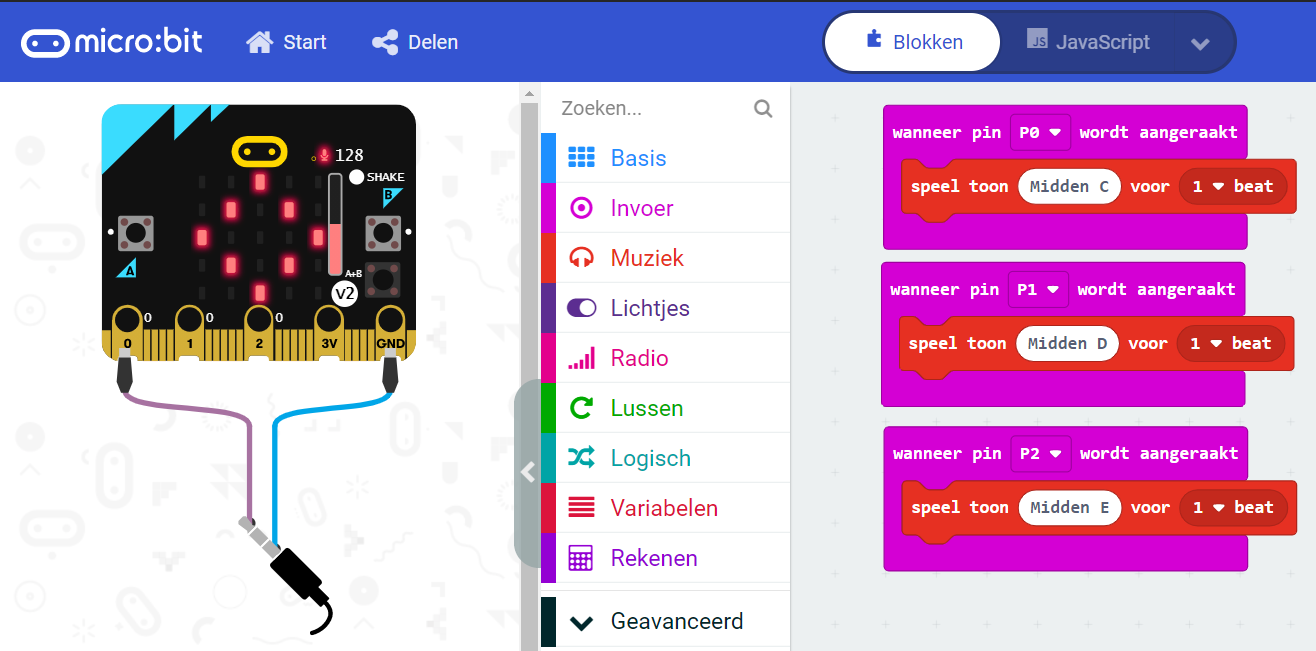 micro:bit
Start
Delen
Blokken
JS JavaScript
128
SHAKE
B
A
A+B
V2
0 0 0
0 1 2 3V GND
Zoeken...
Basis
Invoer
Muziek
Lichtjes
Radio
Lussen
Logisch
Variabelen
Rekenen
Geavanceerd
wanneer pin P0 wordt aangeraakt
speel toon Midden C voor 1 beat
wanneer pin P1 wordt aangeraakt
speel toon Midden D voor 1 beat
wanneer pin P2 wordt aangeraakt
speel toon Midden E voor 1 beat